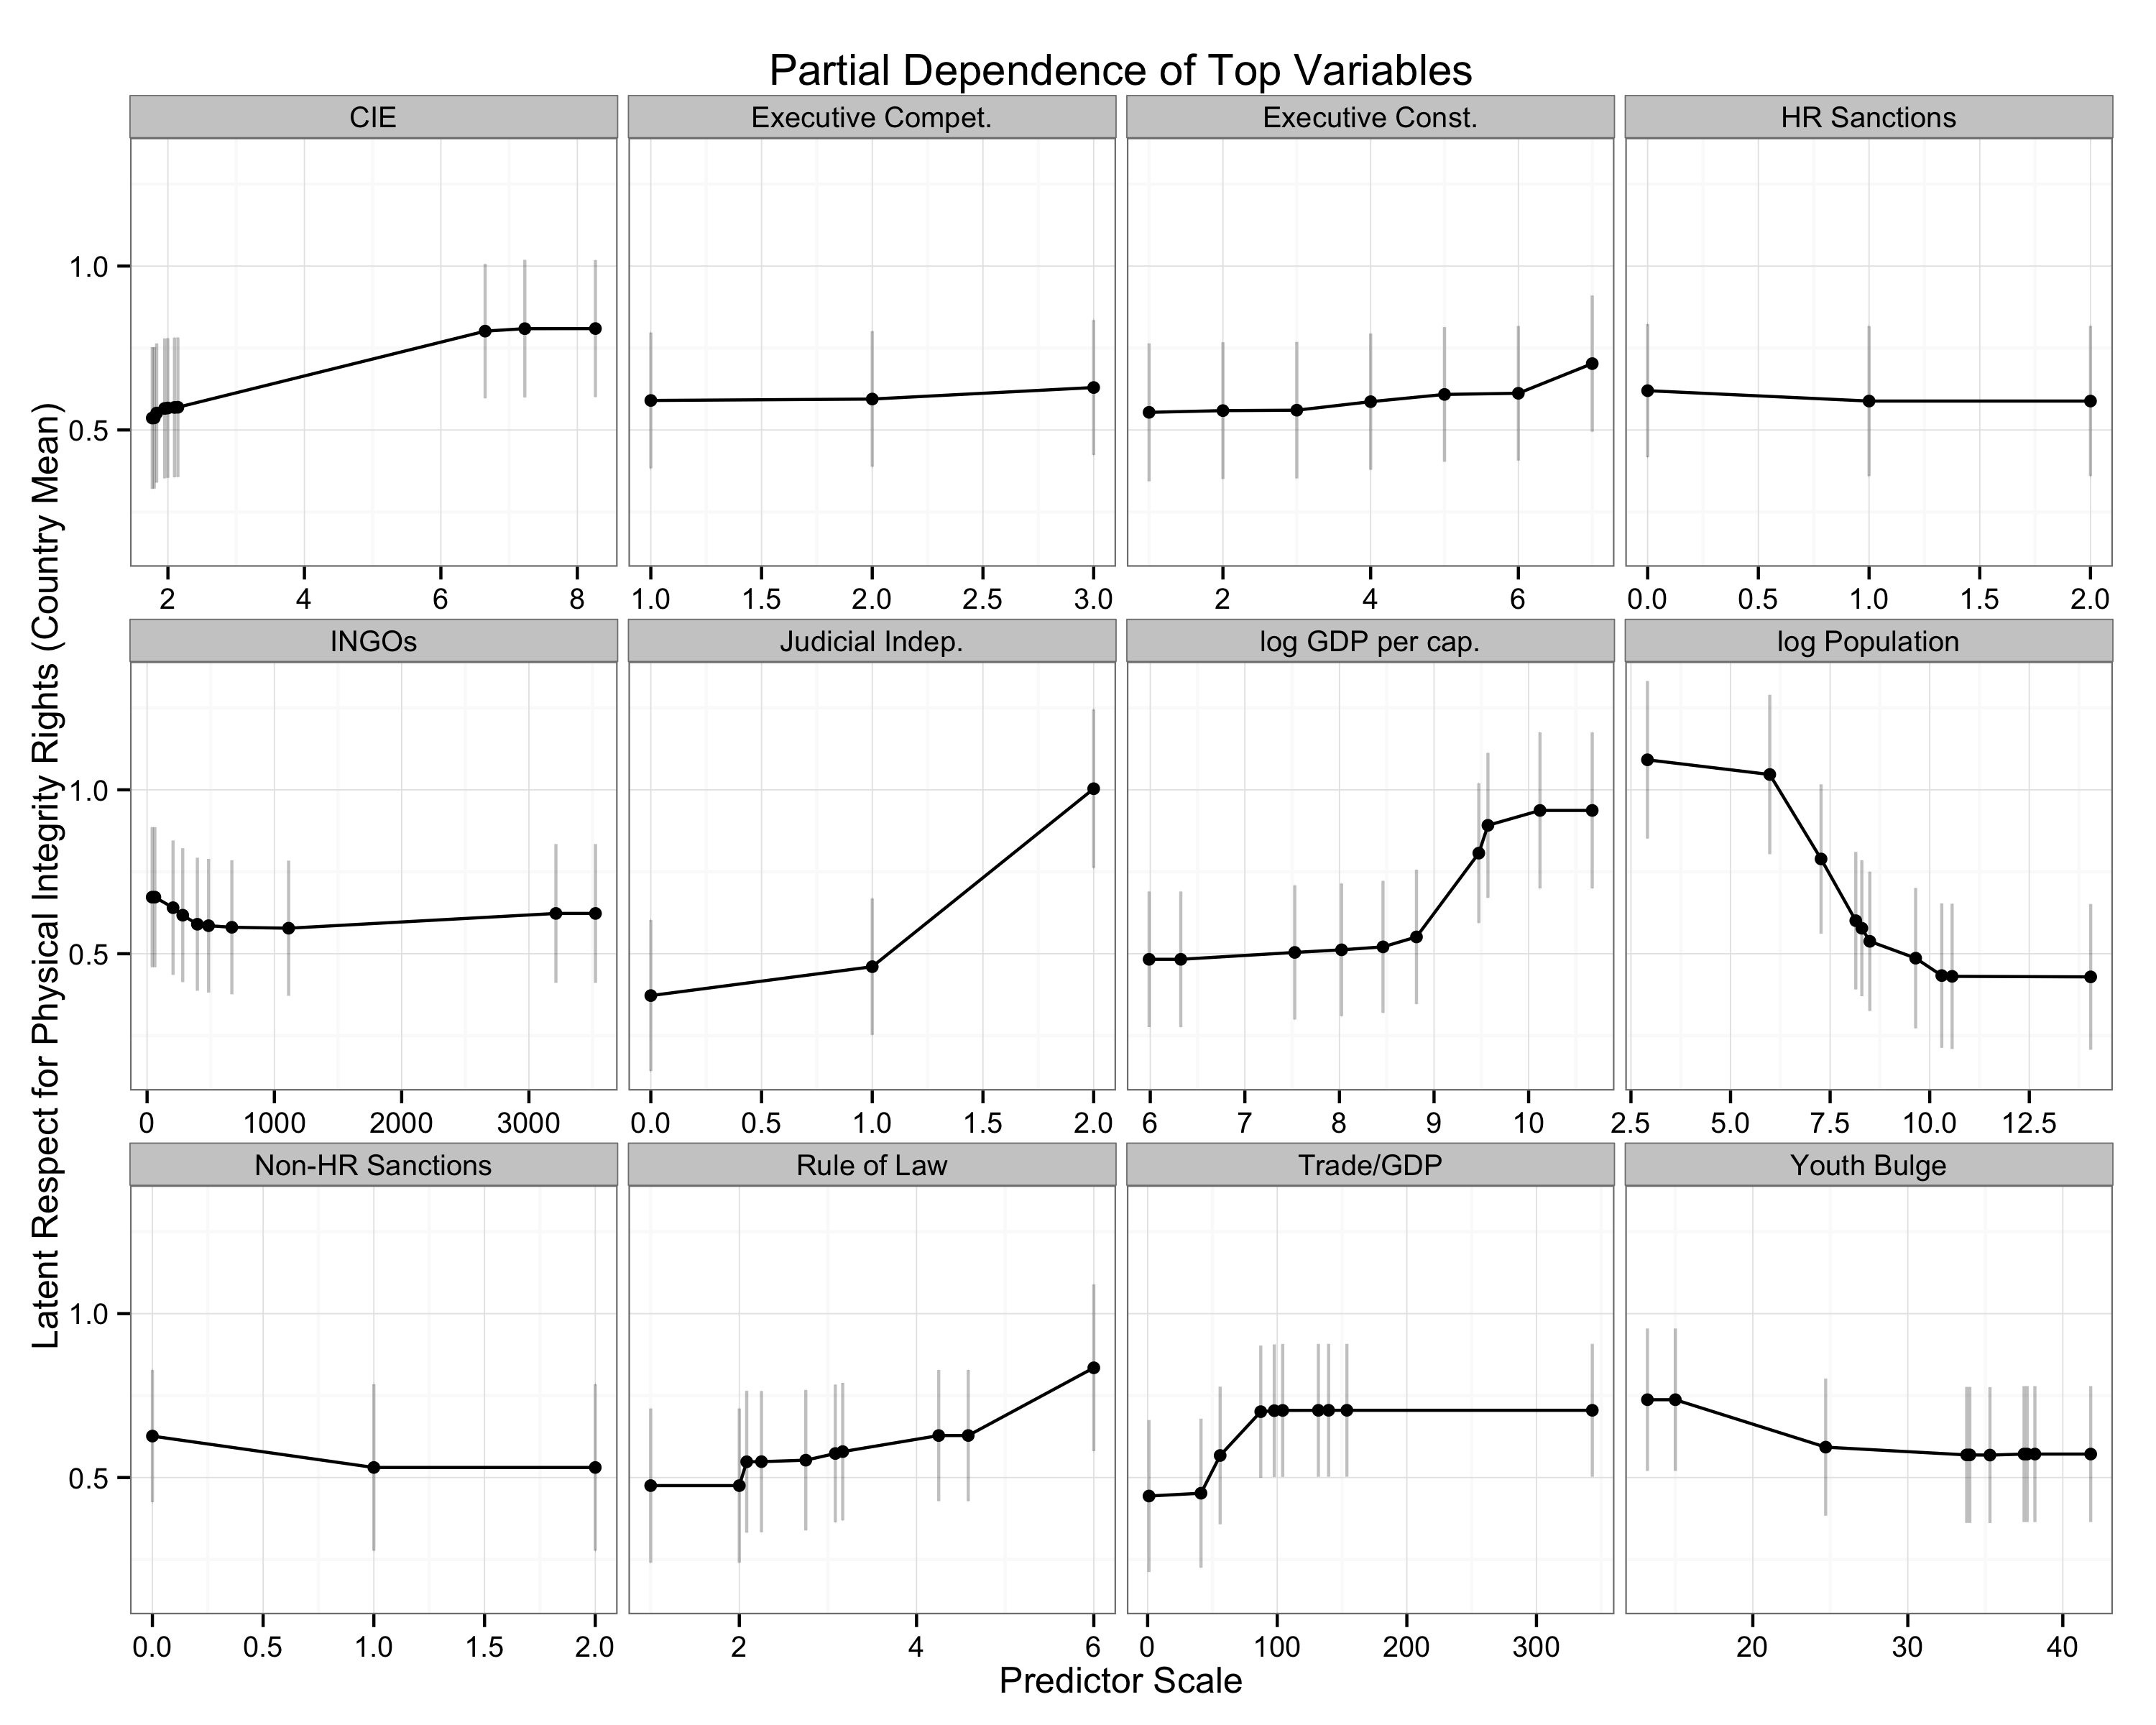 Partial Dependence of Top Variables
CIE
Executive Compet.
Executive Const.
HR Sanctions
1.0
0.5
2 4 6 8
1.0 1.5 2.0 2.5 3.0
2 4 6
0.0 0.5 1.0 1.5 2.0
INGOs
Judicial Indep.
log GDP per cap.
log Population
1.0
0.5
0 1000 2000 3000
0.0 0.5 1.0 1.5 2.0
6 7 8 9 10
2.5 5.0 7.5 10.0 12.5
Non-HR Sanctions
Rule of Law
Trade/GDP
Youth Bulge
1.0
0.5
0.0 0.5 1.0 1.5 2.0
2 4 6
0 100 200 300
20 30 40
Predictor Scale
Latent Respect for Physical Integrity Rights (Country Mean)